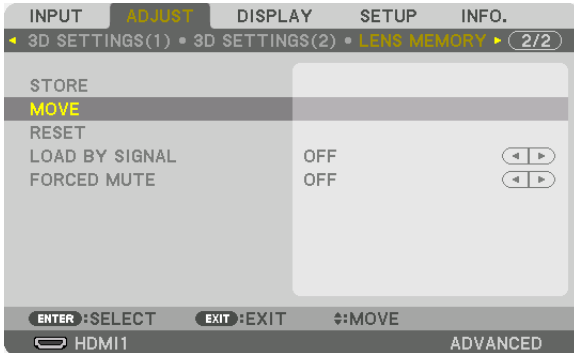 INPUT ADJUST DISPLAY SETUP INFO.
3D SETTINGS(1) • 3D SETTINGS(2) • LENS MEMORY 2/2
STORE
MOVE
RESET
LOAD BY SIGNAL OFF
FORCED MUTE OFF
ENTER :SELECT EXIT :EXIT :MOVE
HDMI1 ADVANCED